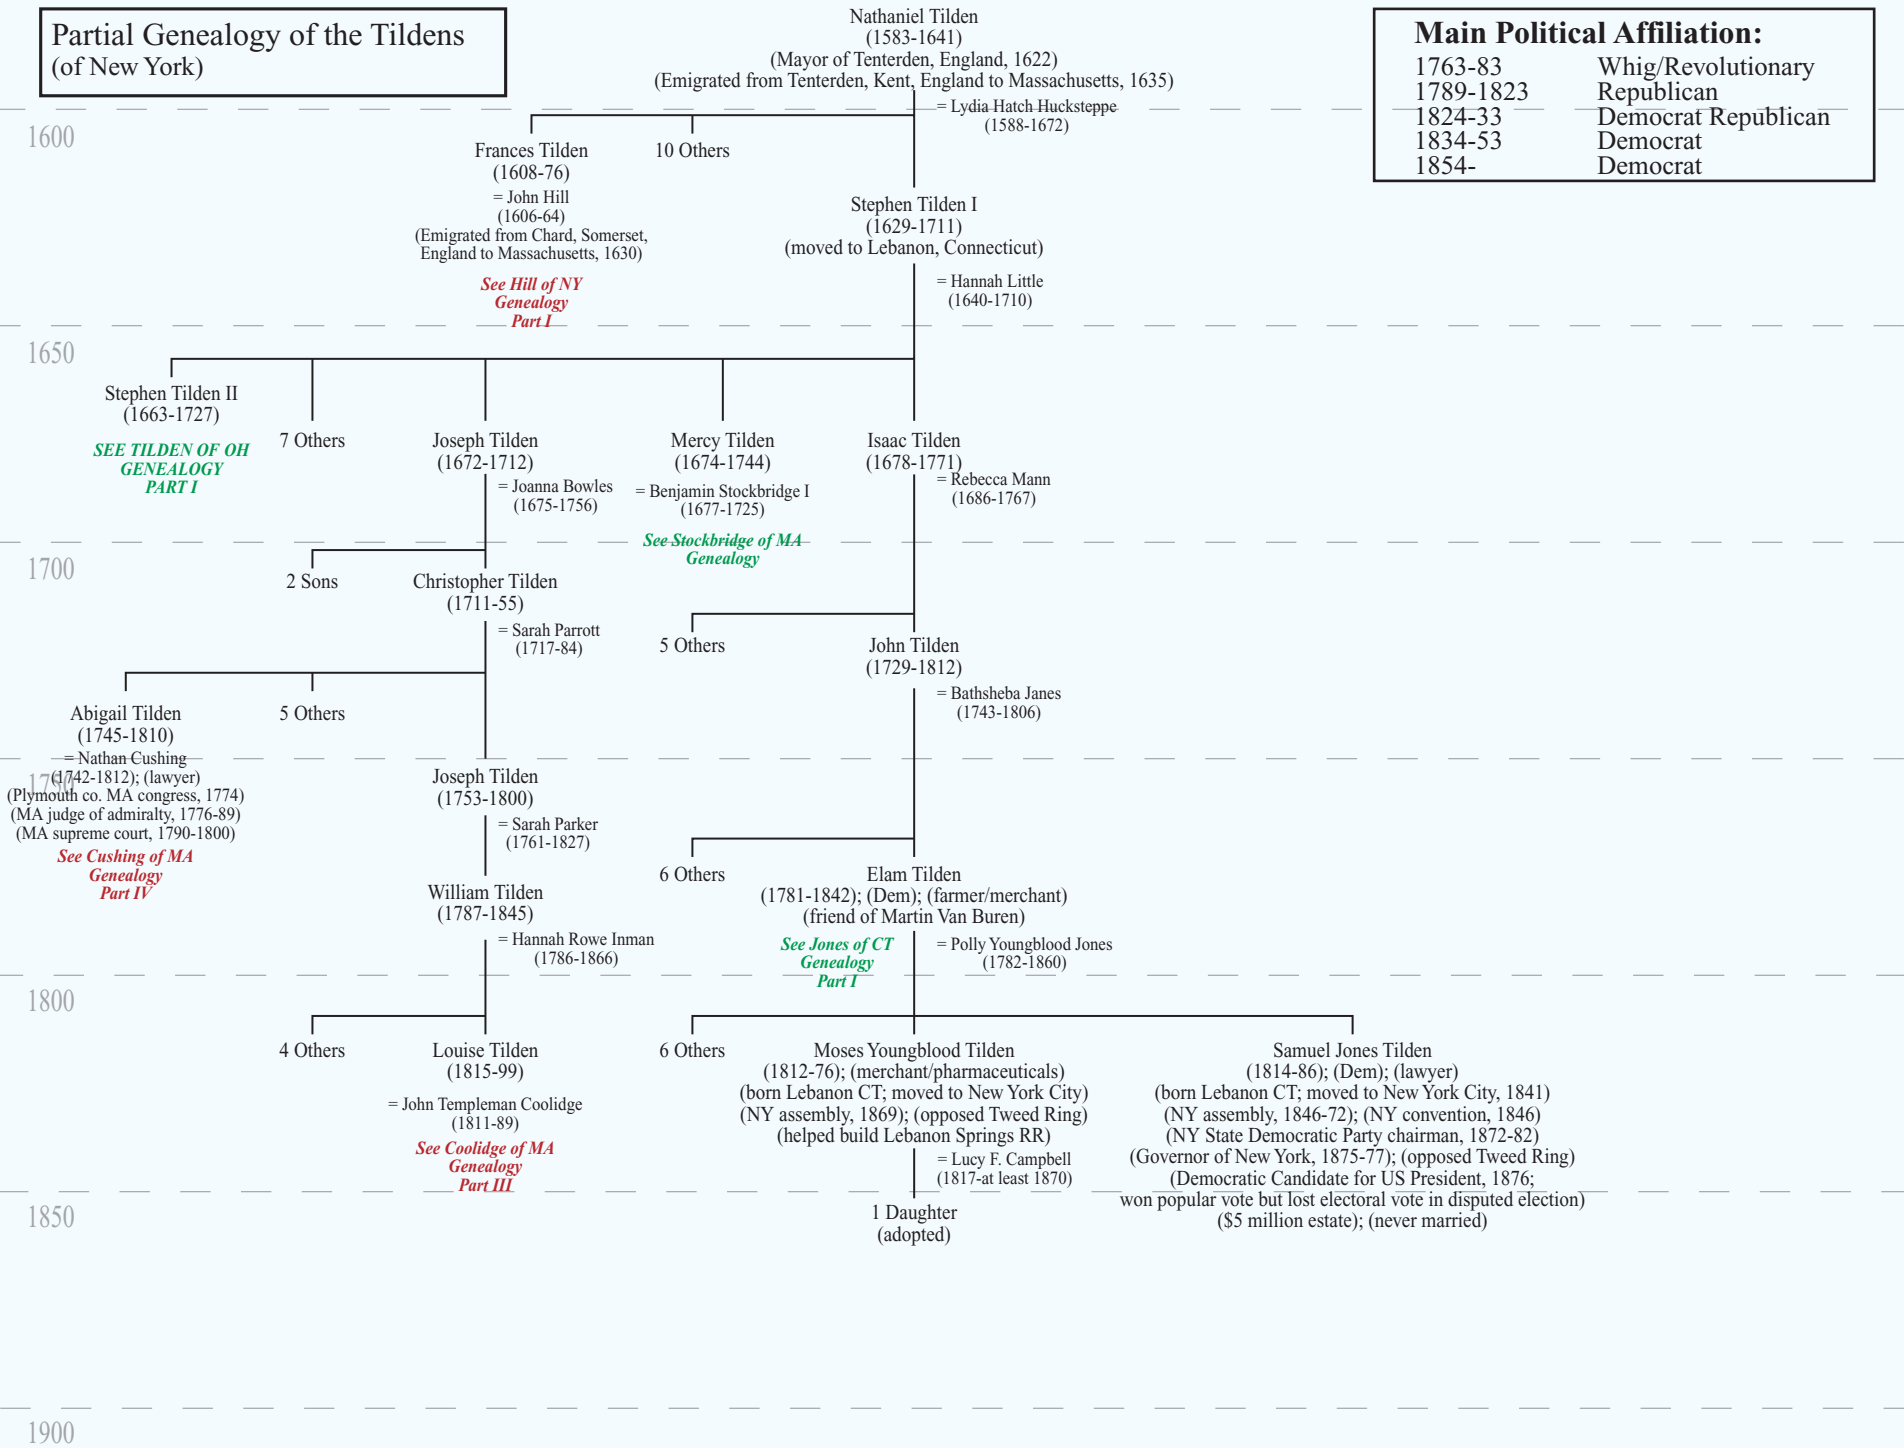 Partial Genealogy of the Tildens
(of New York)
Nathaniel Tilden
(1583-1641)
(Mayor of Tenterden, England, 1622)
(Emigrated from Tenterden, Kent, England to Massachusetts, 1635)
= Lydia Hatch Hucksteppe
(1588-1672)
Main Political Affiliation:
1763-83 Whig/Revolutionary
1789-1823 Republican
1824-33 Democrat Republican
1834-53 Democrat
1854- Democrat
1600
Frances Tilden
(1608-76)
= John Hill
(1606-64)
(Emigrated from Chard, Somerset,
England to Massachusetts, 1630)
See Hill of NY
Genealogy
Part I
10 Others
Stephen Tilden I
(1629-1711)
(moved to Lebanon, Connecticut)
= Hannah Little
(1640-1710)
1650
Stephen Tilden II
(1663-1727)
SEE TILDEN OF OH
GENEALOGY
PART I
7 Others
Joseph Tilden
(1672-1712)
= Joanna Bowles
(1675-1756)
Mercy Tilden
(1674-1744)
= Benjamin Stockbridge I
(1677-1725)
See Stockbridge of MA
Genealogy
Isaac Tilden
(1678-1771)
= Rebecca Mann
(1686-1767)
1700
2 Sons
Christopher Tilden
(1711-55)
= Sarah Parrott
(1717-84)
5 Others
John Tilden
(1729-1812)
= Bathsheba Janes
(1743-1806)
Abigail Tilden
(1745-1810)
= Nathan Cushing
(1742-1812); (lawyer)
(Plymouth co. MA congress, 1774)
(MA judge of admiralty, 1776-89)
(MA supreme court, 1790-1800)
See Cushing of MA
Genealogy
Part IV
5 Others
1750
Joseph Tilden
(1753-1800)
= Sarah Parker
(1761-1827)
William Tilden
(1787-1845)
= Hannah Rowe Inman
(1786-1866)
6 Others
Elam Tilden
(1781-1842); (Dem); (farmer/merchant)
(friend of Martin Van Buren)
See Jones of CT
Genealogy
Part I
= Polly Youngblood Jones
(1782-1860)
1800
4 Others
Louise Tilden
(1815-99)
= John Templeman Coolidge
(1811-89)
See Coolidge of MA
Genealogy
Part III
6 Others
Moses Youngblood Tilden
(1812-76); (merchant/pharmaceuticals)
(born Lebanon CT; moved to New York City)
(NY assembly, 1869); (opposed Tweed Ring)
(helped build Lebanon Springs RR)
= Lucy F. Campbell
(1817-at least 1870)
1 Daughter
(adopted)
Samuel Jones Tilden
(1814-86); (Dem); (lawyer)
(born Lebanon CT; moved to New York City, 1841)
(NY assembly, 1846-72); (NY convention, 1846)
(NY State Democratic Party chairman, 1872-82)
(Governor of New York, 1875-77); (opposed Tweed Ring)
(Democratic Candidate for US President, 1876;
won popular vote but lost electoral vote in disputed election)
($5 million estate); (never married)
1850
1900